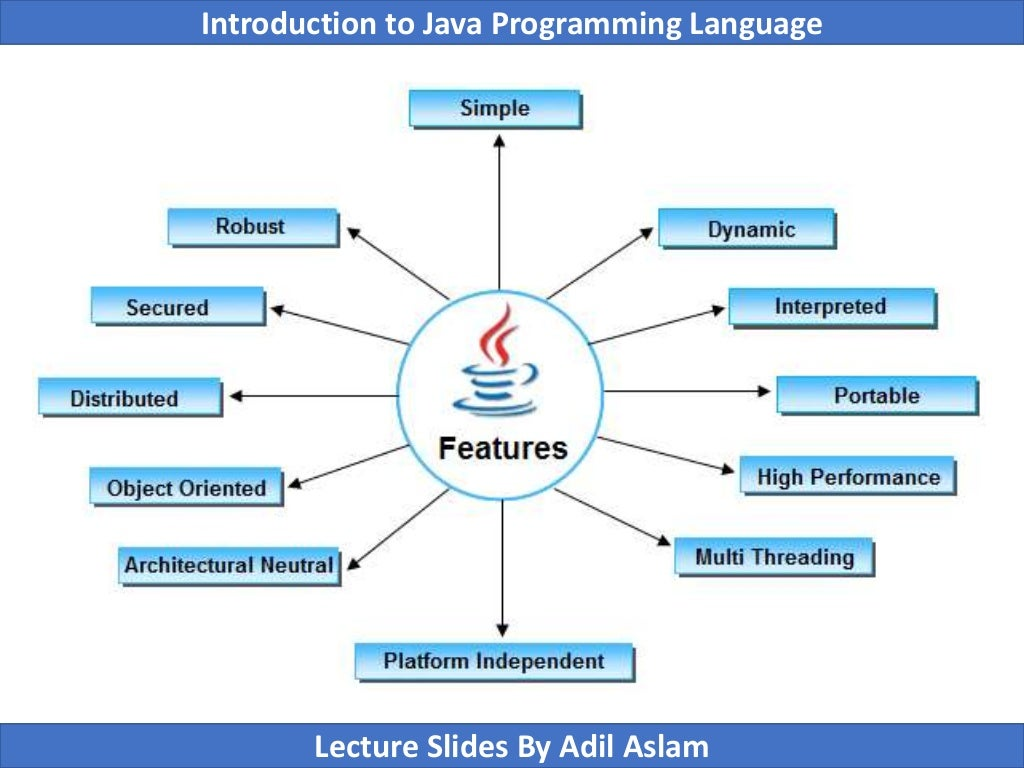 Introduction to Java Programming Language
Simple
Robust
Dynamic
Secured
Interpreted
Distributed
Portable
Features
Object Oriented
High Performance
Architectural Neutral
Multi Threading
Platform Independent
Lecture Slides By Adil Aslam